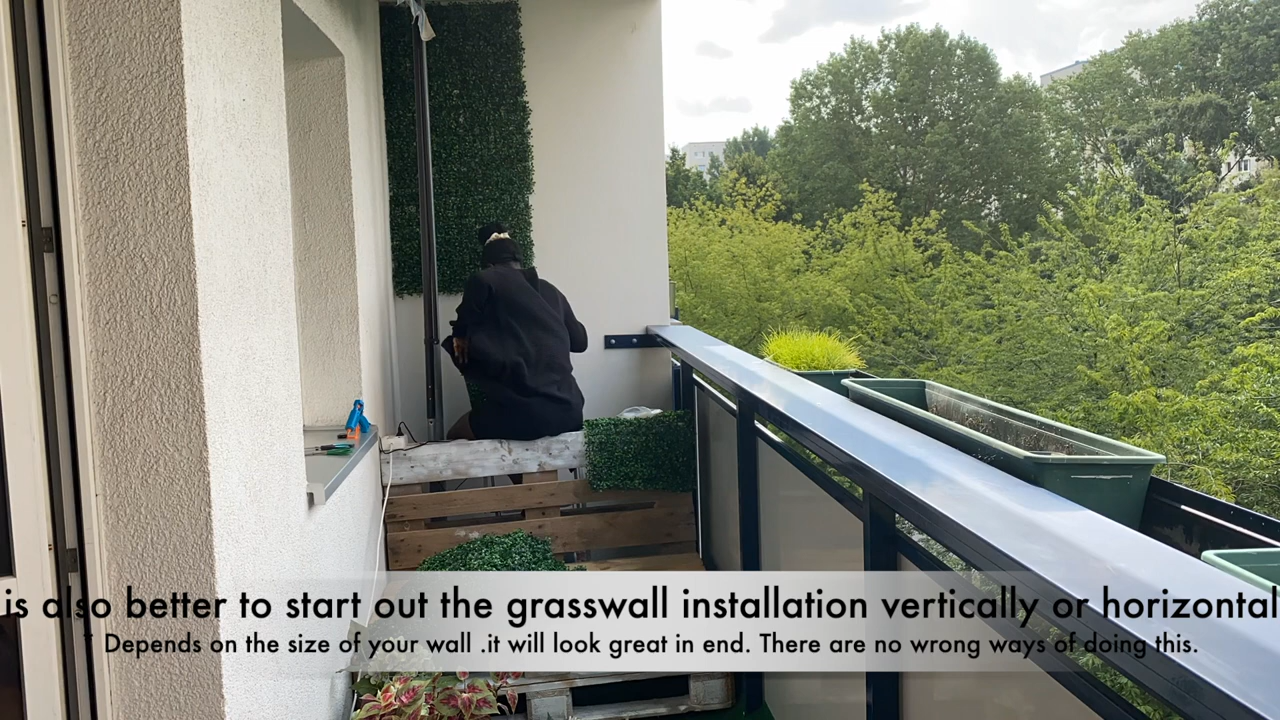 is also better to start out the grasswall installation vertically or horizontal
Depends on the size of your wall .it will look great in end. There are no wrong ways of doing this.